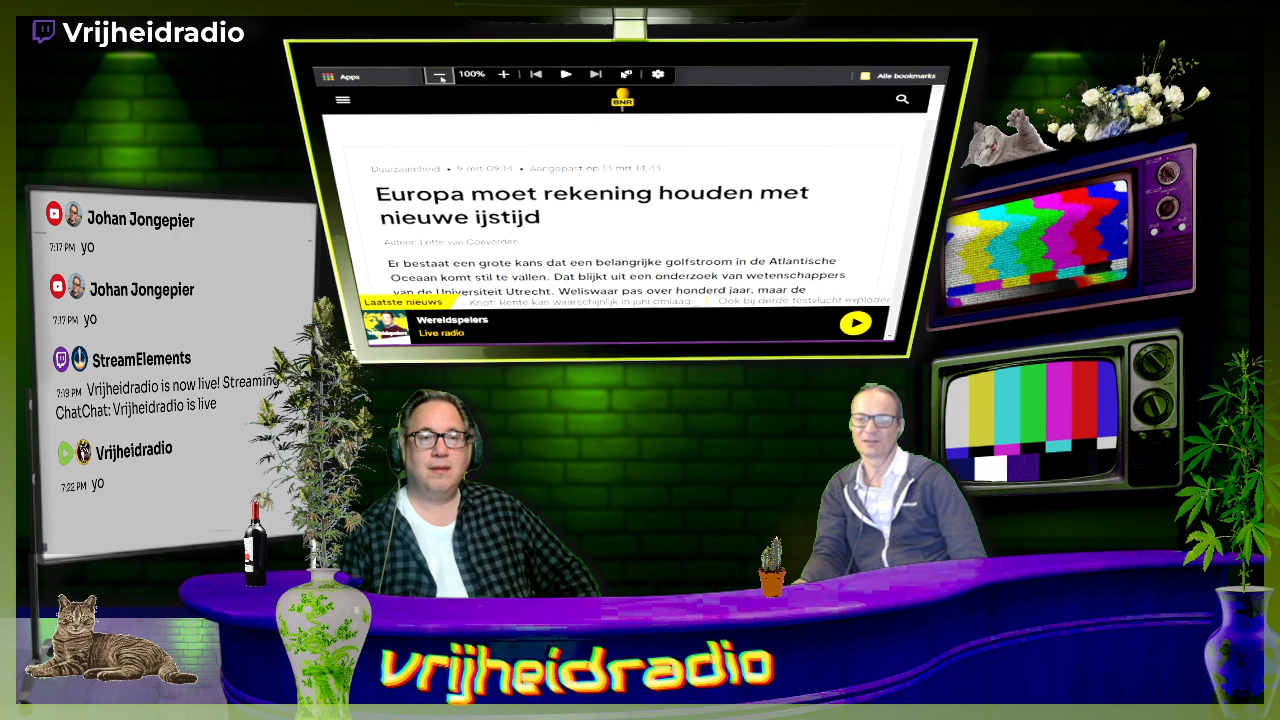 Vrijheidradio
Apps
100%
Alle bookmarks
BNR
Duurzaamheid • 9 mrt 09:14 • Aangepast op 13 mrt 14:44
Europa moet rekening houden met
nieuwe ijstijd
Auteur: Lotte van Coevorden
Er bestaat een grote kans dat een belangrijke golfstroom in de Atlantische
Oceaan komt stil te vallen. Dat blijkt uit een onderzoek van wetenschappers
van de Universiteit Utrecht. Weliswaar pas over honderd jaar, maar de
Laatste nieuws
Knot: Rente kan waarschijnlijk in juni omlaag
Ook bij derde testvlucht explodeer
Wereldspelers
Live radio
Johan Jongepier
7:17 PM yo
Johan Jongepier
7:17 PM yo
StreamElements
7:19 PM Vrijheidradio is now live! Streaming
ChatChat: Vrijheidradio is live
Vrijheidradio
7:22 PM yo
vrijheidradio